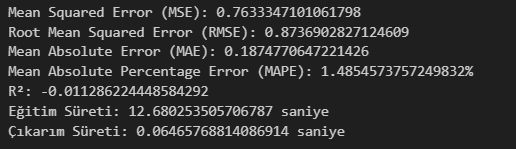 Mean Squared Error (MSE): 0.7633347101061798
Root Mean Squared Error (RMSE): 0.8736902827124609
Mean Absolute Error (MAE): 0.1874770647221426
Mean Absolute Percentage Error (MAPE): 1.4854573757249832%
R²: -0.011286224448584292
Eğitim Süreti: 12.680253505706787 saniye
Çıkarım Süreti: 0.06465768814086914 saniye